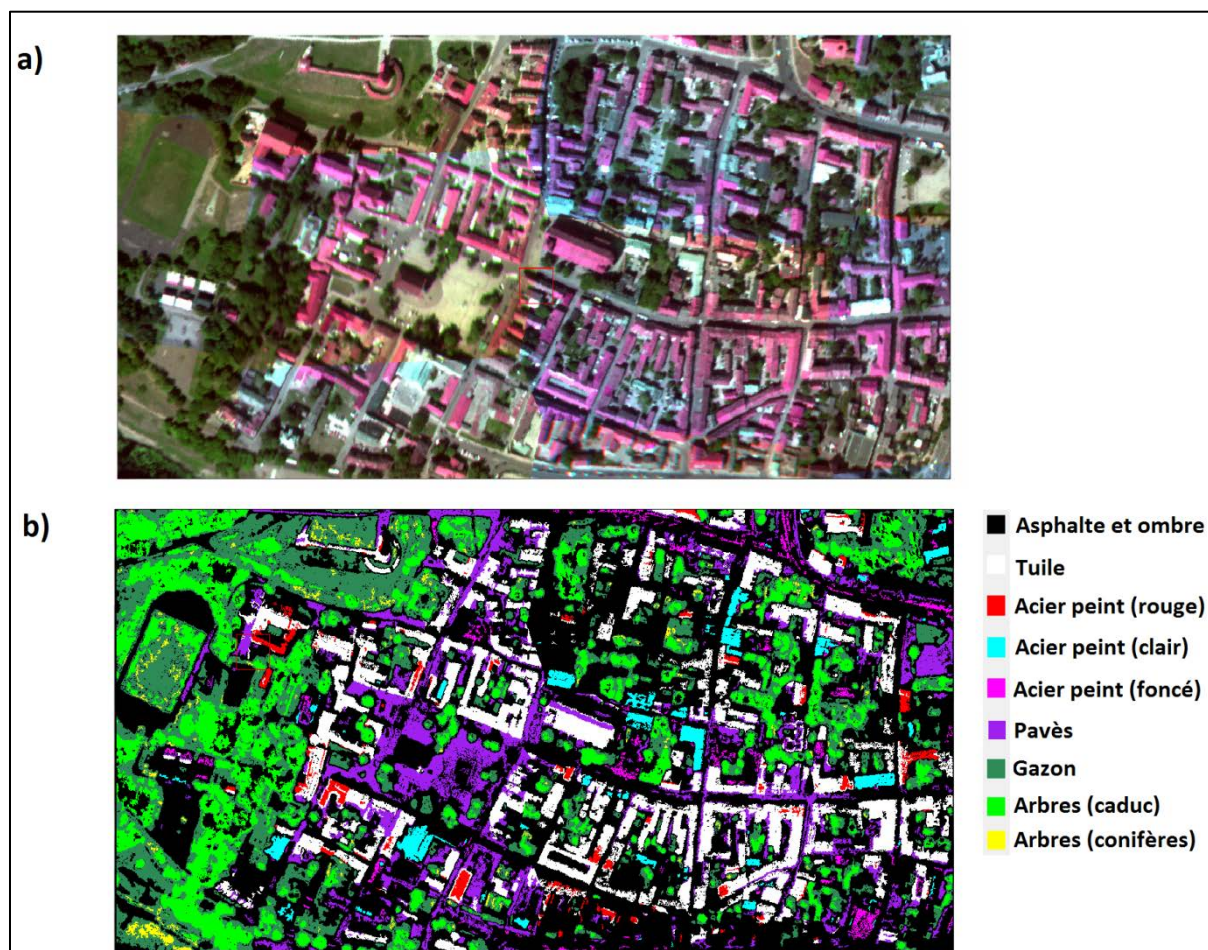 a)
b)
Asphalte et ombre
Tuile
Acier peint (rouge)
Acier peint (clair)
Acier peint (foncé)
Pavès
Gazon
Arbres (caduc)
Arbres (conifères)